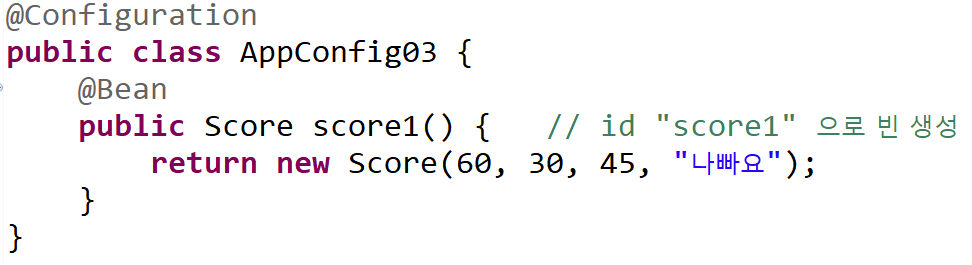 @Configuration
public class AppConfig03 {
@Bean
public Score score1() { // id "score1" 으로 빈 생성
return new Score(60, 30, 45, "나빠요");
}
}